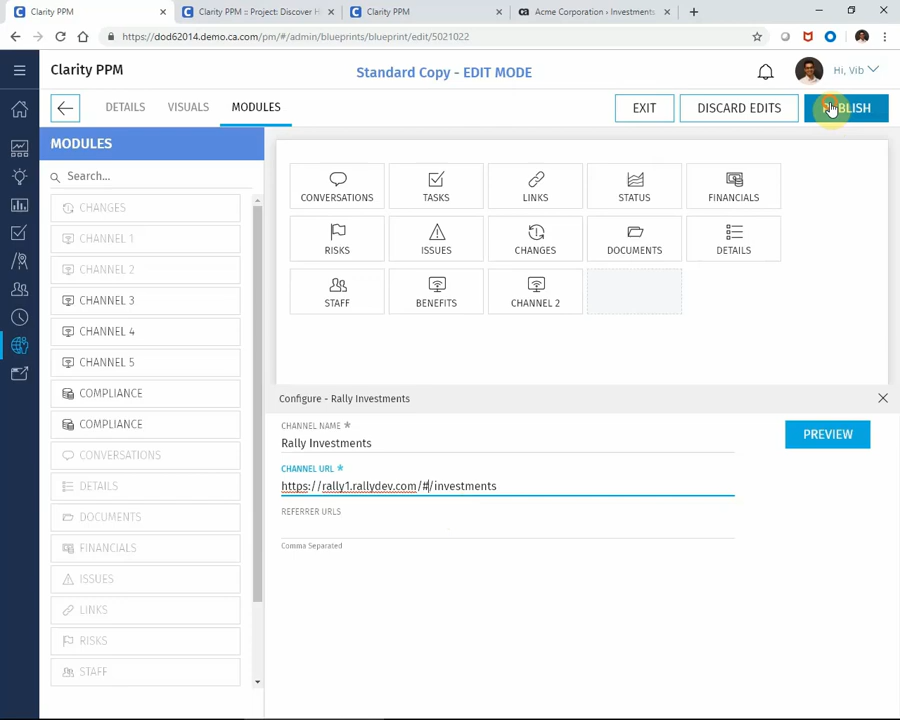 Clarity PPM
Clarity PPM :: Project: Discover H
Clarity PPM
Acme Corporation › Investments
https://dod62014.demo.ca.com/pm/#/admin/blueprints/blueprint/edit/5021022
Clarity PPM
Standard Copy - EDIT MODE
Hi, Vib
DETAILS
VISUALS
MODULES
EXIT
DISCARD EDITS
PUBLISH
MODULES
Search...
CHANGES
CHANNEL 1
CHANNEL 2
CHANNEL 3
CHANNEL 4
CHANNEL 5
COMPLIANCE
COMPLIANCE
CONVERSATIONS
DETAILS
DOCUMENTS
FINANCIALS
ISSUES
LINKS
RISKS
STAFF
CONVERSATIONS
TASKS
LINKS
STATUS
FINANCIALS
RISKS
ISSUES
CHANGES
DOCUMENTS
DETAILS
STAFF
BENEFITS
CHANNEL 2
Configure - Rally Investments
CHANNEL NAME *
Rally Investments
PREVIEW
CHANNEL URL *
https://rally1.rallydev.com/#/investments
REFERRER URLS
Comma Separated